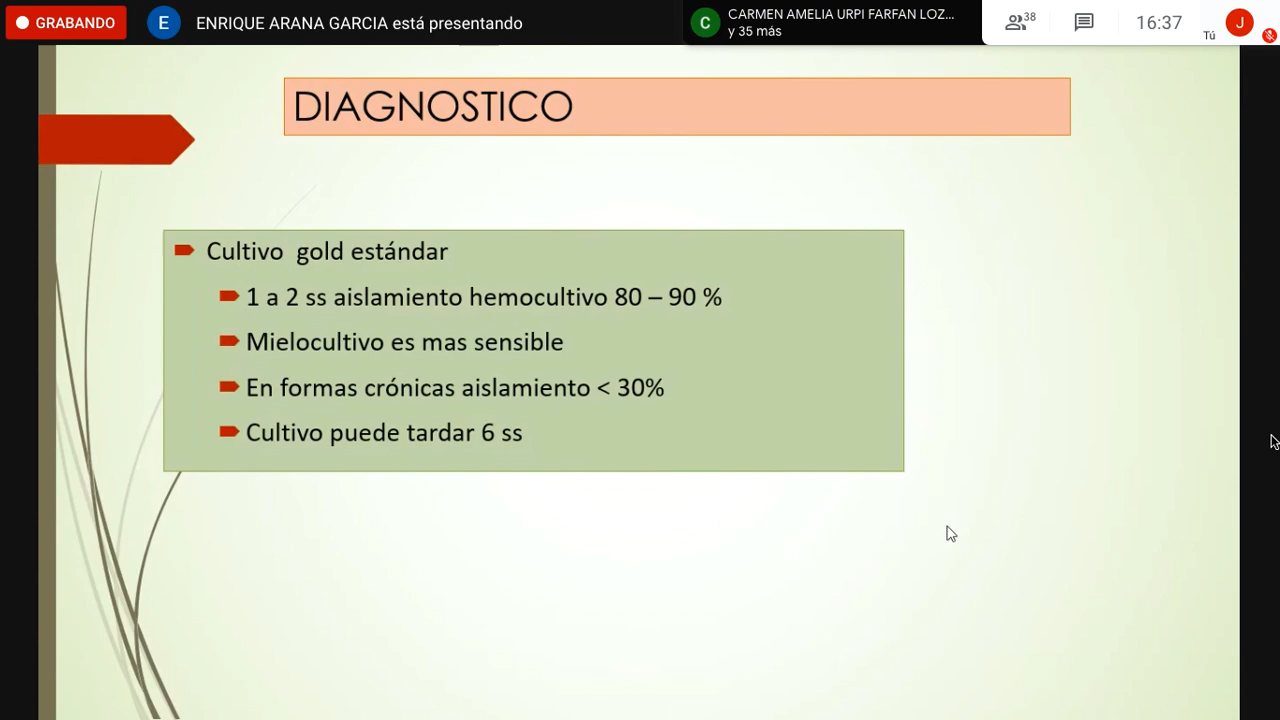 GRABANDO
E
ENRIQUE ARANA GARCIA está presentando
C
CARMEN AMELIA URPI FARFAN LOZ...
y 35 más
38
16:37
Tú
J
DIAGNOSTICO
Cultivo gold estándar
1 a 2 ss aislamiento hemocultivo 80 – 90 %
Mielocultivo es mas sensible
En formas crónicas aislamiento < 30%
Cultivo puede tardar 6 ss